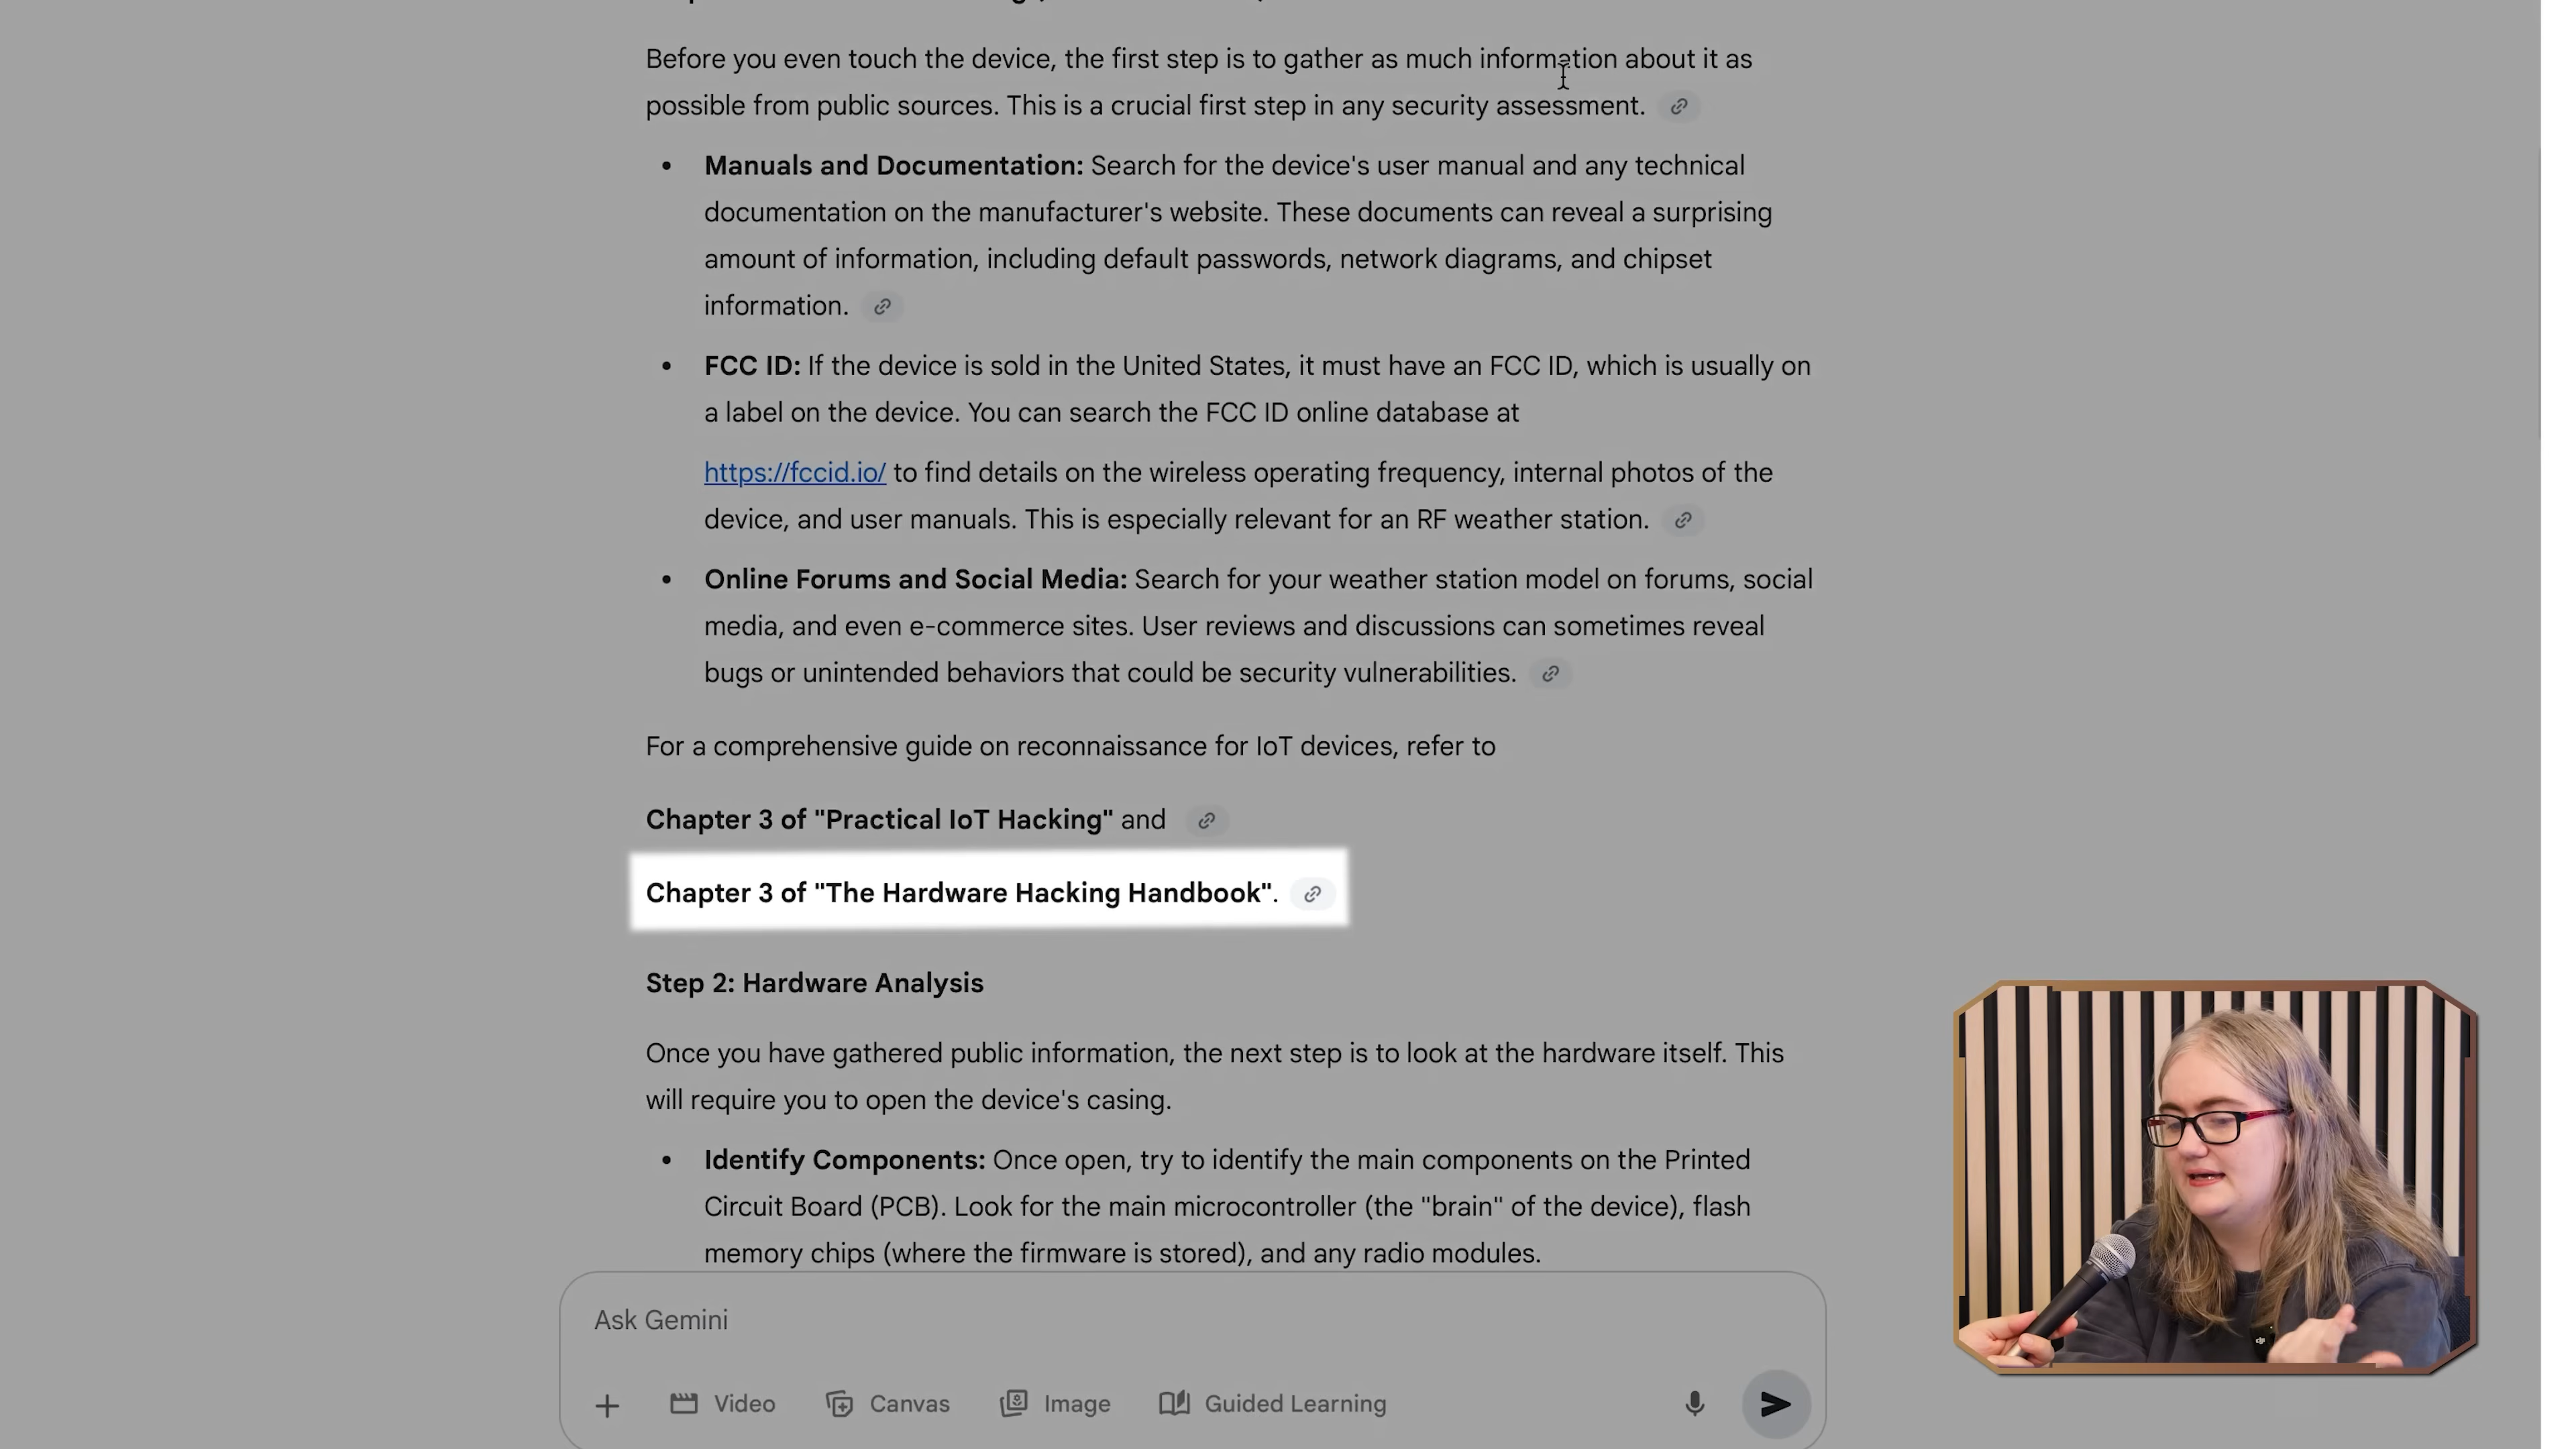 Before you even touch the device, the first step is to gather as much information about it as
possible from public sources. This is a crucial first step in any security assessment.
• Manuals and Documentation: Search for the device's user manual and any technical
documentation on the manufacturer's website. These documents can reveal a surprising
amount of information, including default passwords, network diagrams, and chipset
information.
• FCC ID: If the device is sold in the United States, it must have an FCC ID, which is usually on
a label on the device. You can search the FCC ID online database at
https://fccid.io/ to find details on the wireless operating frequency, internal photos of the
device, and user manuals. This is especially relevant for an RF weather station.
• Online Forums and Social Media: Search for your weather station model on forums, social
media, and even e-commerce sites. User reviews and discussions can sometimes reveal
bugs or unintended behaviors that could be security vulnerabilities.
For a comprehensive guide on reconnaissance for IoT devices, refer to
Chapter 3 of "Practical IoT Hacking" and
Chapter 3 of "The Hardware Hacking Handbook".
Step 2: Hardware Analysis
Once you have gathered public information, the next step is to look at the hardware itself. This
will require you to open the device's casing.
• Identify Components: Once open, try to identify the main components on the Printed
Circuit Board (PCB). Look for the main microcontroller (the "brain" of the device), flash
memory chips (where the firmware is stored), and any radio modules.
Ask Gemini
Video Canvas Image Guided Learning
dji